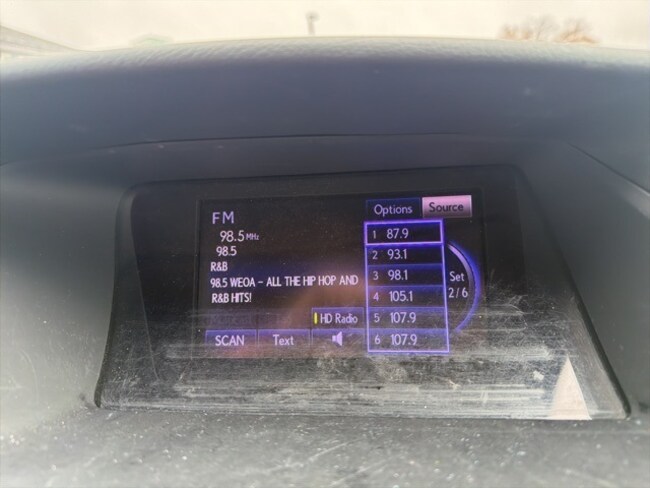 FM
98.5 MHz
98.5
R&B
98.5 WEOA - ALL THE HIP HOP AND
R&B HITS!
HD Radio
SCAN Text
Options Source
1 87.9
2 93.1
3 98.1
4 105.1
5 107.9
6 107.9
Set
2/6